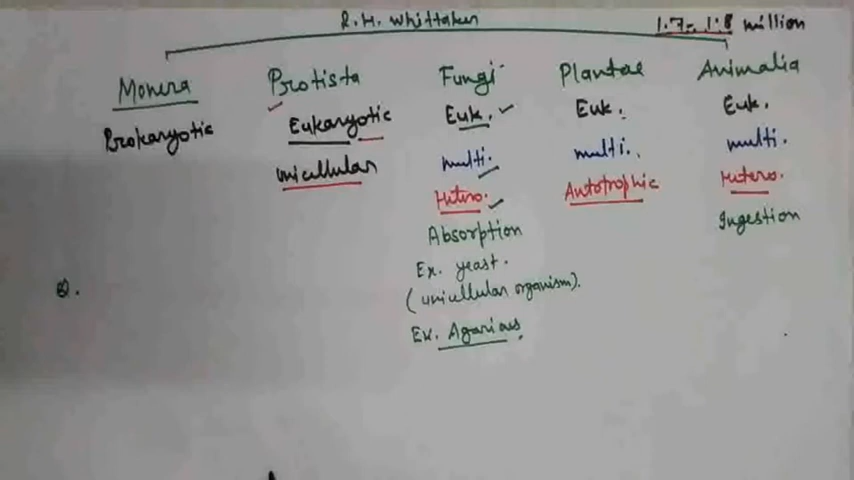 R.H. Whittaker
1.7-1.8 million
Monera Protista Fungi Plantae Animalia
Prokaryotic Eukaryotic Euk. Euk. Euk.
unicellular multi. multi. multi.
Hetero. Autotrophic Hetero.
Absorption Ingestion
Ex. yeast.
(unicellular organism).
Ex. Agaricus
Q.